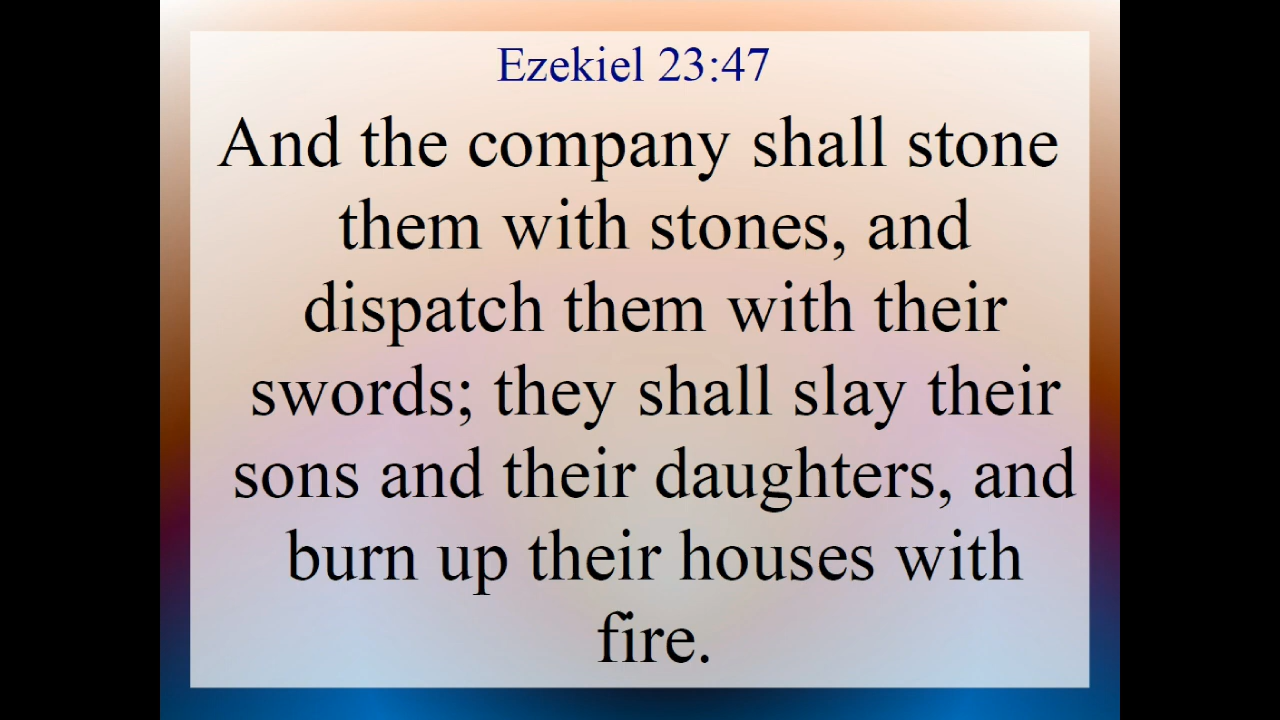 Ezekiel 23:47
And the company shall stone
them with stones, and
dispatch them with their
swords; they shall slay their
sons and their daughters, and
burn up their houses with
fire.